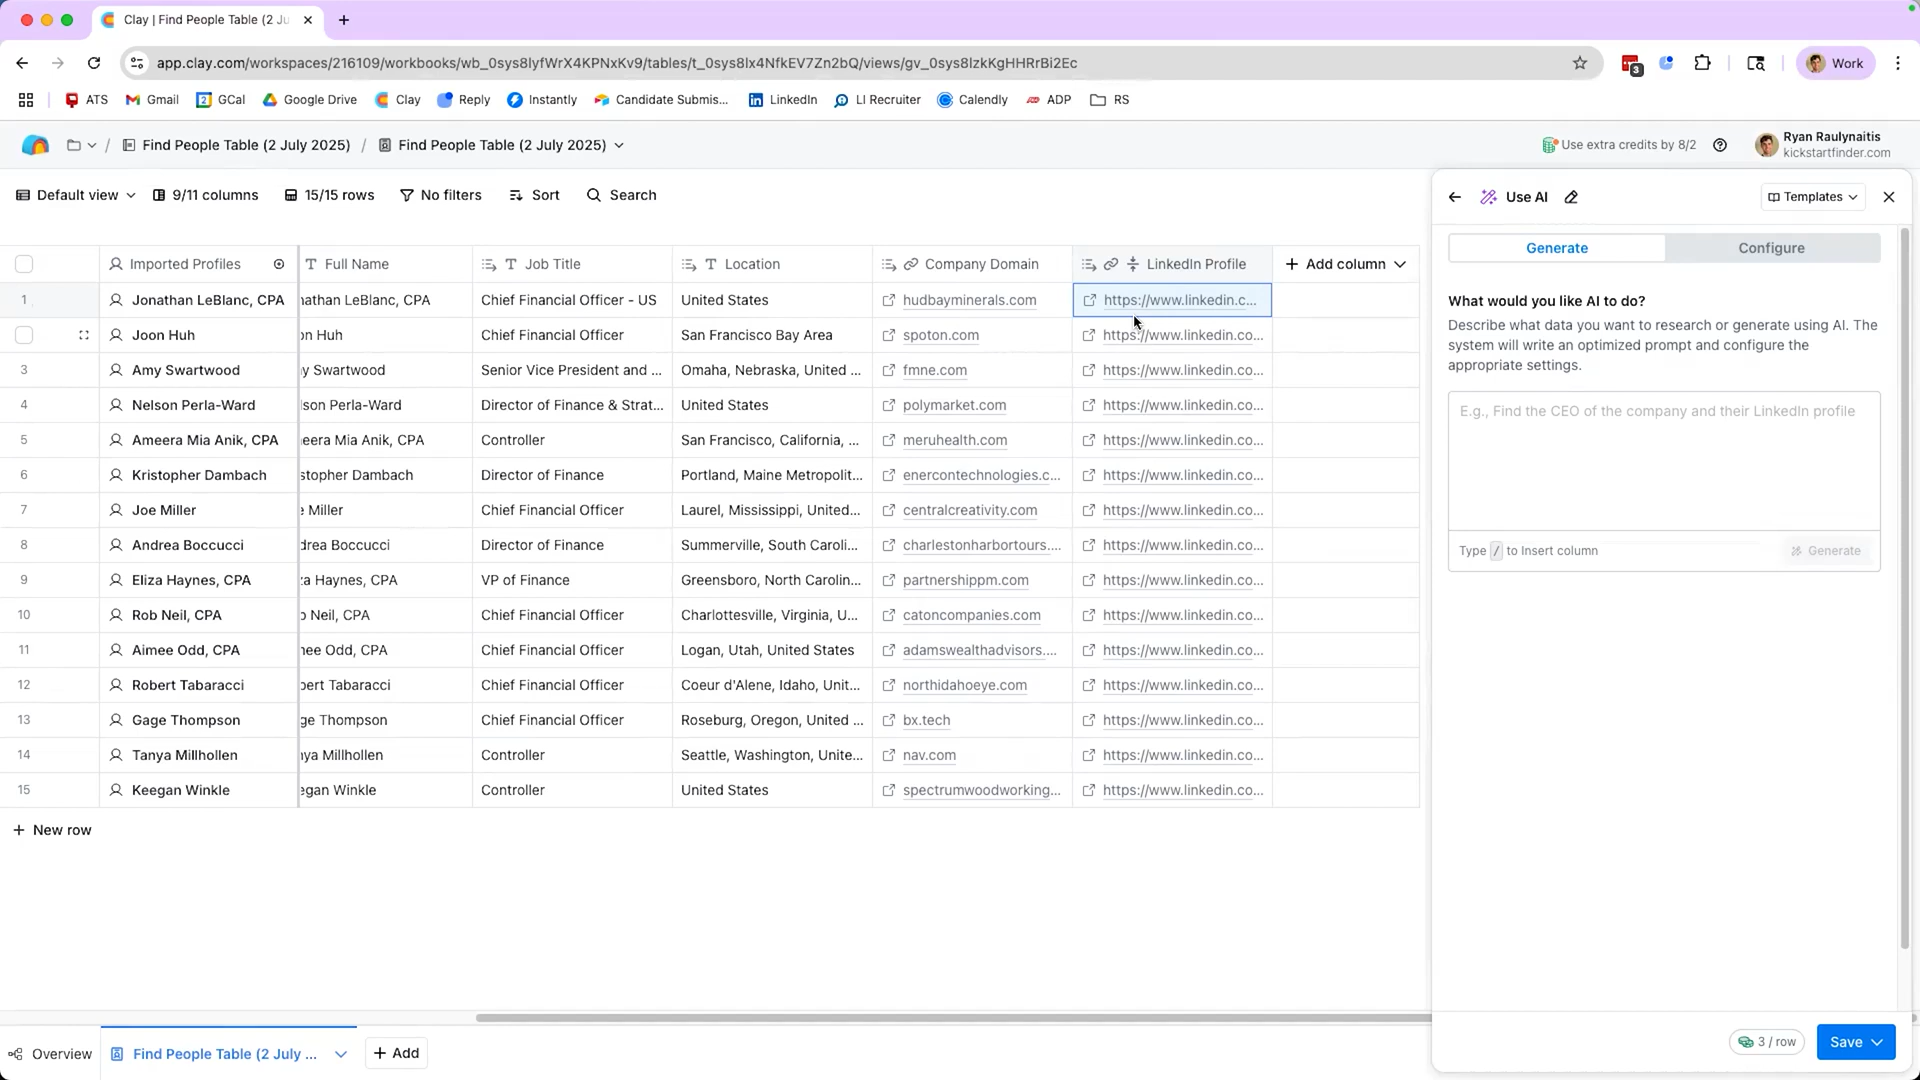 Clay | Find People Table (2 Ju
app.clay.com/workspaces/216109/workbooks/wb_0sys8lyfWrX4KPNxKv9/tables/t_0sys8lx4NfkEV7Zn2bQ/views/gv_0sys8lzkKgHHRrBi2Ec
3
Work
ATS
Gmail
GCal
Google Drive
Clay
Reply
Instantly
Candidate Submis...
LinkedIn
LI Recruiter
Calendly
ADP
RS
/ Find People Table (2 July 2025) / Find People Table (2 July 2025)
Use extra credits by 8/2
Ryan Raulynaitis
kickstartfinder.com
Default view
9/11 columns
15/15 rows
No filters
Sort
Search
Imported Profiles Full Name Job Title Location Company Domain LinkedIn Profile + Add column
1 Jonathan LeBlanc, CPA nathan LeBlanc, CPA Chief Financial Officer - US United States hudbayminerals.com https://www.linkedin.c...
Joon Huh on Huh Chief Financial Officer San Francisco Bay Area spoton.com https://www.linkedin.co...
3 Amy Swartwood y Swartwood Senior Vice President and ... Omaha, Nebraska, United ... fmne.com https://www.linkedin.co...
4 Nelson Perla-Ward lson Perla-Ward Director of Finance & Strat... United States polymarket.com https://www.linkedin.co...
5 Ameera Mia Anik, CPA eera Mia Anik, CPA Controller San Francisco, California, ... meruhealth.com https://www.linkedin.co...
6 Kristopher Dambach stopher Dambach Director of Finance Portland, Maine Metropolit... enercontechnologies.c... https://www.linkedin.co...
7 Joe Miller e Miller Chief Financial Officer Laurel, Mississippi, United... centralcreativity.com https://www.linkedin.co...
8 Andrea Boccucci drea Boccucci Director of Finance Summerville, South Caroli... charlestonharbortours.... https://www.linkedin.co...
9 Eliza Haynes, CPA za Haynes, CPA VP of Finance Greensboro, North Carolin... partnershippm.com https://www.linkedin.co...
10 Rob Neil, CPA b Neil, CPA Chief Financial Officer Charlottesville, Virginia, U... catoncompanies.com https://www.linkedin.co...
11 Aimee Odd, CPA nee Odd, CPA Chief Financial Officer Logan, Utah, United States adamswealthadvisors.... https://www.linkedin.co...
12 Robert Tabaracci bert Tabaracci Chief Financial Officer Coeur d'Alene, Idaho, Unit... northidahoeye.com https://www.linkedin.co...
13 Gage Thompson ge Thompson Chief Financial Officer Roseburg, Oregon, United ... bx.tech https://www.linkedin.co...
14 Tanya Millhollen nya Millhollen Controller Seattle, Washington, Unite... nav.com https://www.linkedin.co...
15 Keegan Winkle egan Winkle Controller United States spectrumwoodworking... https://www.linkedin.co...
+ New row
Use AI
Templates
Generate
Configure
What would you like AI to do?
Describe what data you want to research or generate using AI. The
system will write an optimized prompt and configure the
appropriate settings.
E.g., Find the CEO of the company and their LinkedIn profile
Type / to Insert column
Generate
3 / row
Save
Overview
Find People Table (2 July ...
+ Add